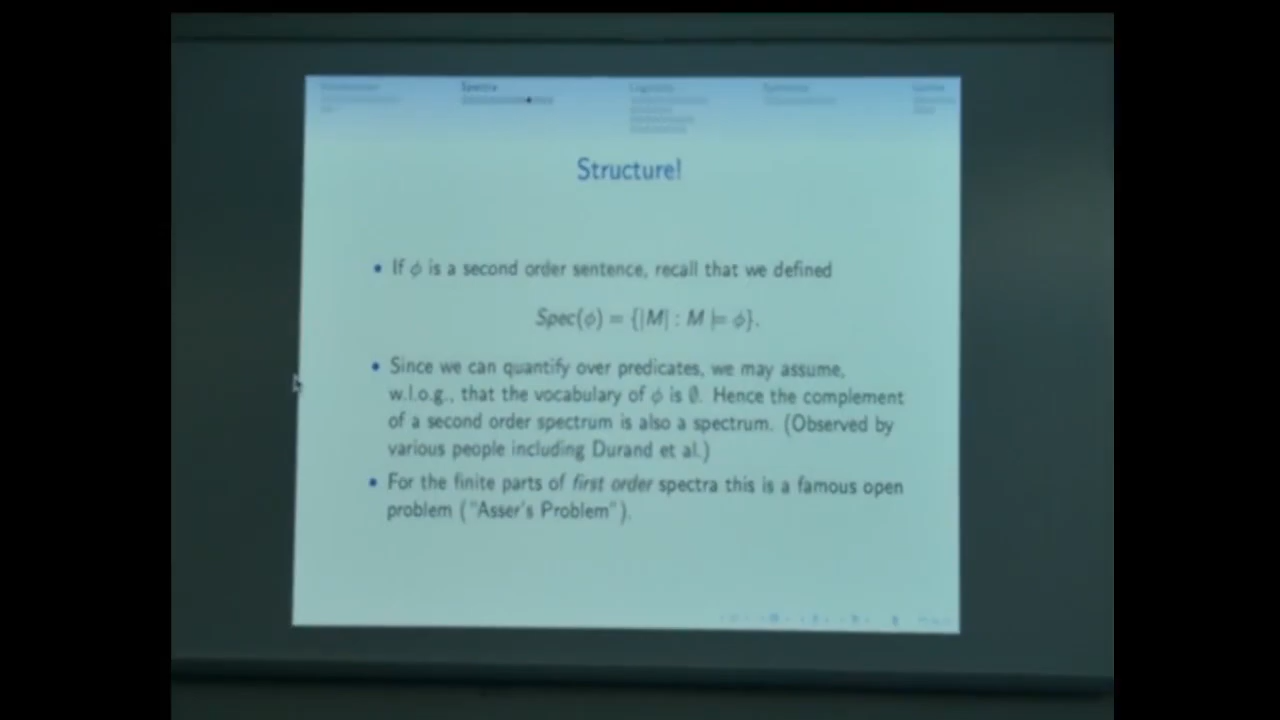 Spectra
Structure!
• If ϕ is a second order sentence, recall that we defined
Spec(ϕ) = {|M| : M ⊨ ϕ}.
• Since we can quantify over predicates, we may assume,
w.l.o.g., that the vocabulary of ϕ is ∅. Hence the complement
of a second order spectrum is also a spectrum. (Observed by
various people including Durand et al.)
• For the finite parts of first order spectra this is a famous open
problem ("Asser's Problem").